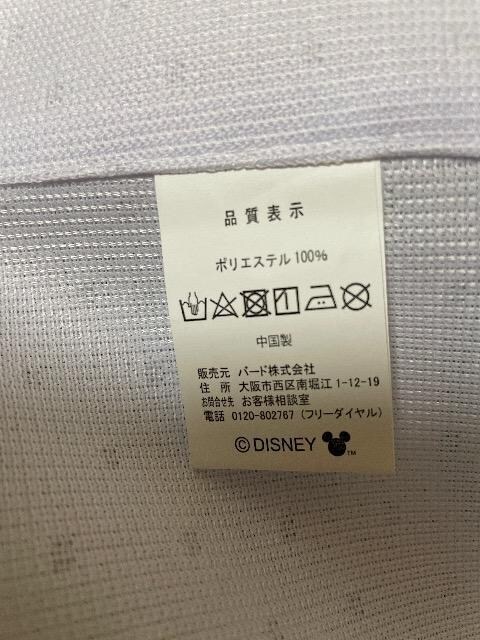 品質表示
ポリエステル 100%
中国製
販売元 バード株式会社
住 所 大阪市西区南堀江 1-12-19
お問合せ先 お客様相談室
電話 0120-802767 (フリーダイヤル)
©DISNEY ™